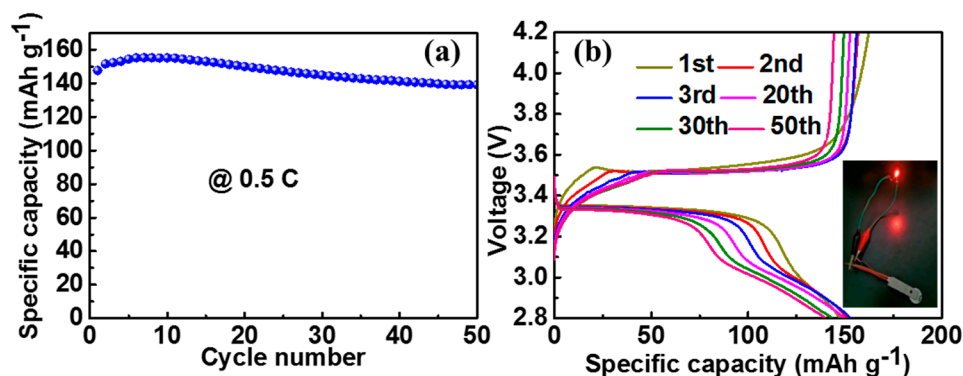 (a)
Specific capacity (mAh g⁻¹)
160
140
120
100
80
60
40
20
0
@ 0.5 C
0 10 20 30 40 50
Cycle number
(b)
Voltage (V)
4.2
4.0
3.8
3.6
3.4
3.2
3.0
2.8
1st 2nd
3rd 20th
30th 50th
0 50 100 150 200
Specific capacity (mAh g⁻¹)